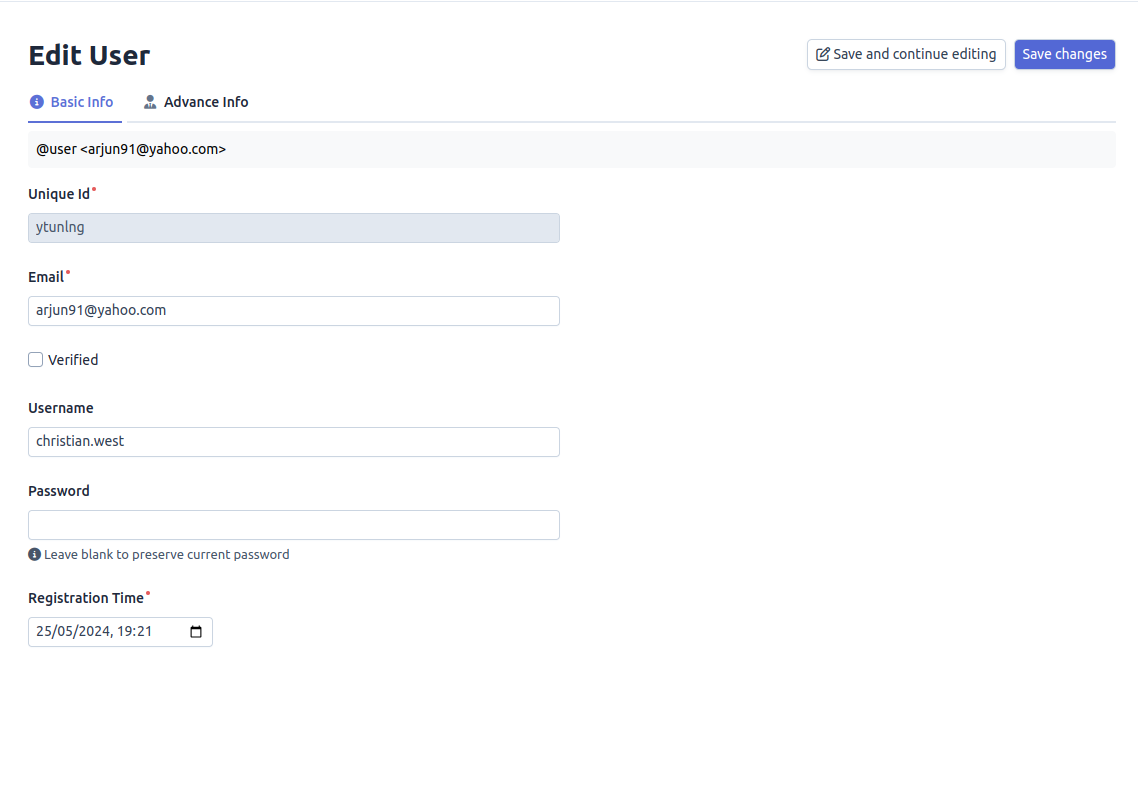 Edit User
Save and continue editing
Save changes
Basic Info
Advance Info
@user <arjun91@yahoo.com>
Unique Id*
ytunlng
Email*
arjun91@yahoo.com
Verified
Username
christian.west
Password
Leave blank to preserve current password
Registration Time*
25/05/2024, 19:21